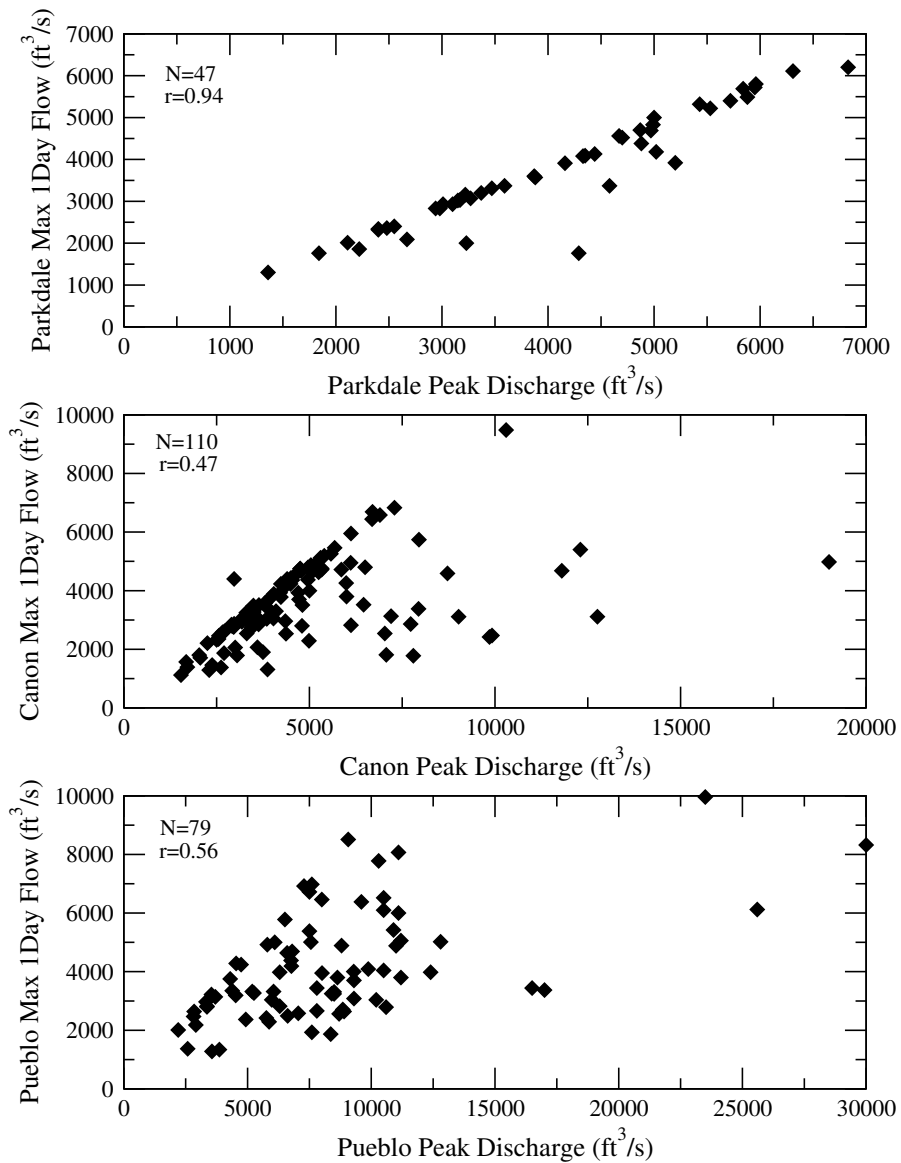 7000
6000
5000
4000
3000
2000
1000
0
Parkdale Max 1Day Flow (ft³/s)
N=47
r=0.94
0 1000 2000 3000 4000 5000 6000 7000
Parkdale Peak Discharge (ft³/s)
10000
8000
6000
4000
2000
0
Canon Max 1Day Flow (ft³/s)
N=110
r=0.47
0 5000 10000 15000 20000
Canon Peak Discharge (ft³/s)
10000
8000
6000
4000
2000
0
Pueblo Max 1Day Flow (ft³/s)
N=79
r=0.56
0 5000 10000 15000 20000 25000 30000
Pueblo Peak Discharge (ft³/s)